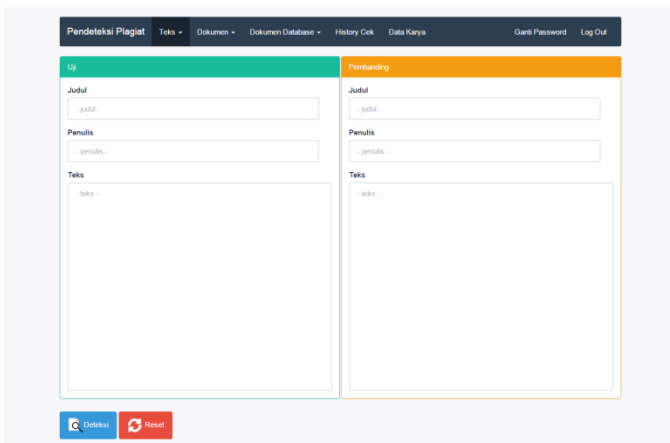 Pendeteksi Plagiat Teks Dokumen Dokumen Database History Cek Data Karya Ganti Password Log Out
Uji
Judul
- judul -
Penulis
- penulis -
Teks
- teks -
Pembanding
Judul
- judul -
Penulis
- penulis -
Teks
- teks -
Deteksi Reset